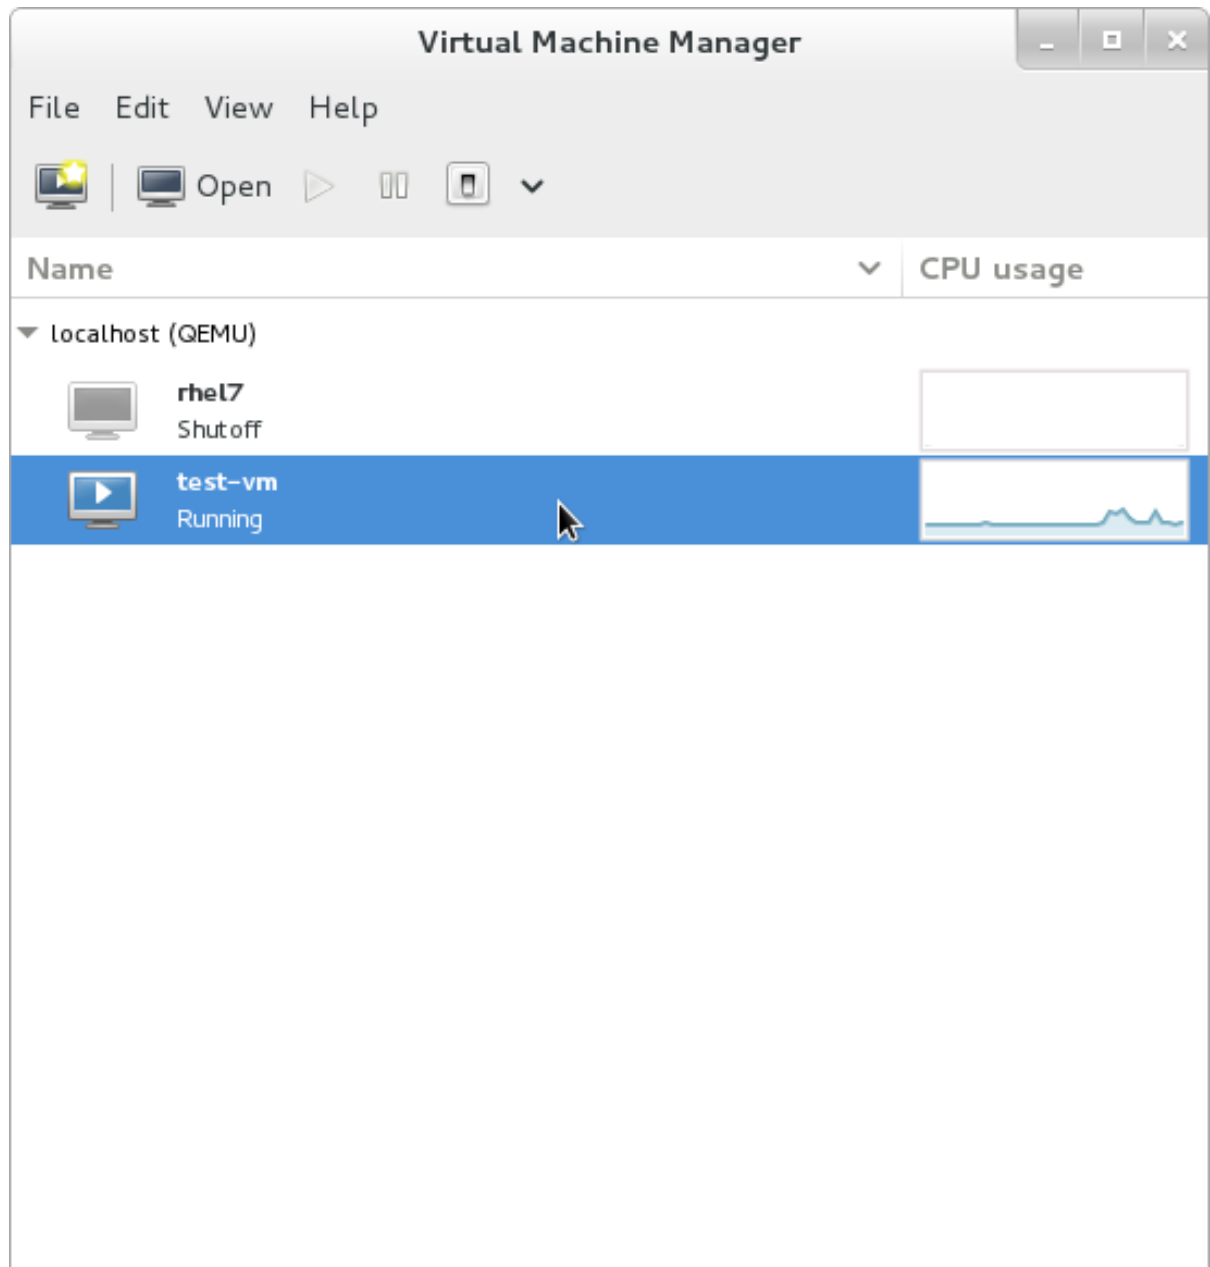 Virtual Machine Manager
File Edit View Help
Open
Name CPU usage
localhost (QEMU)
rhel7
Shutoff
test-vm
Running